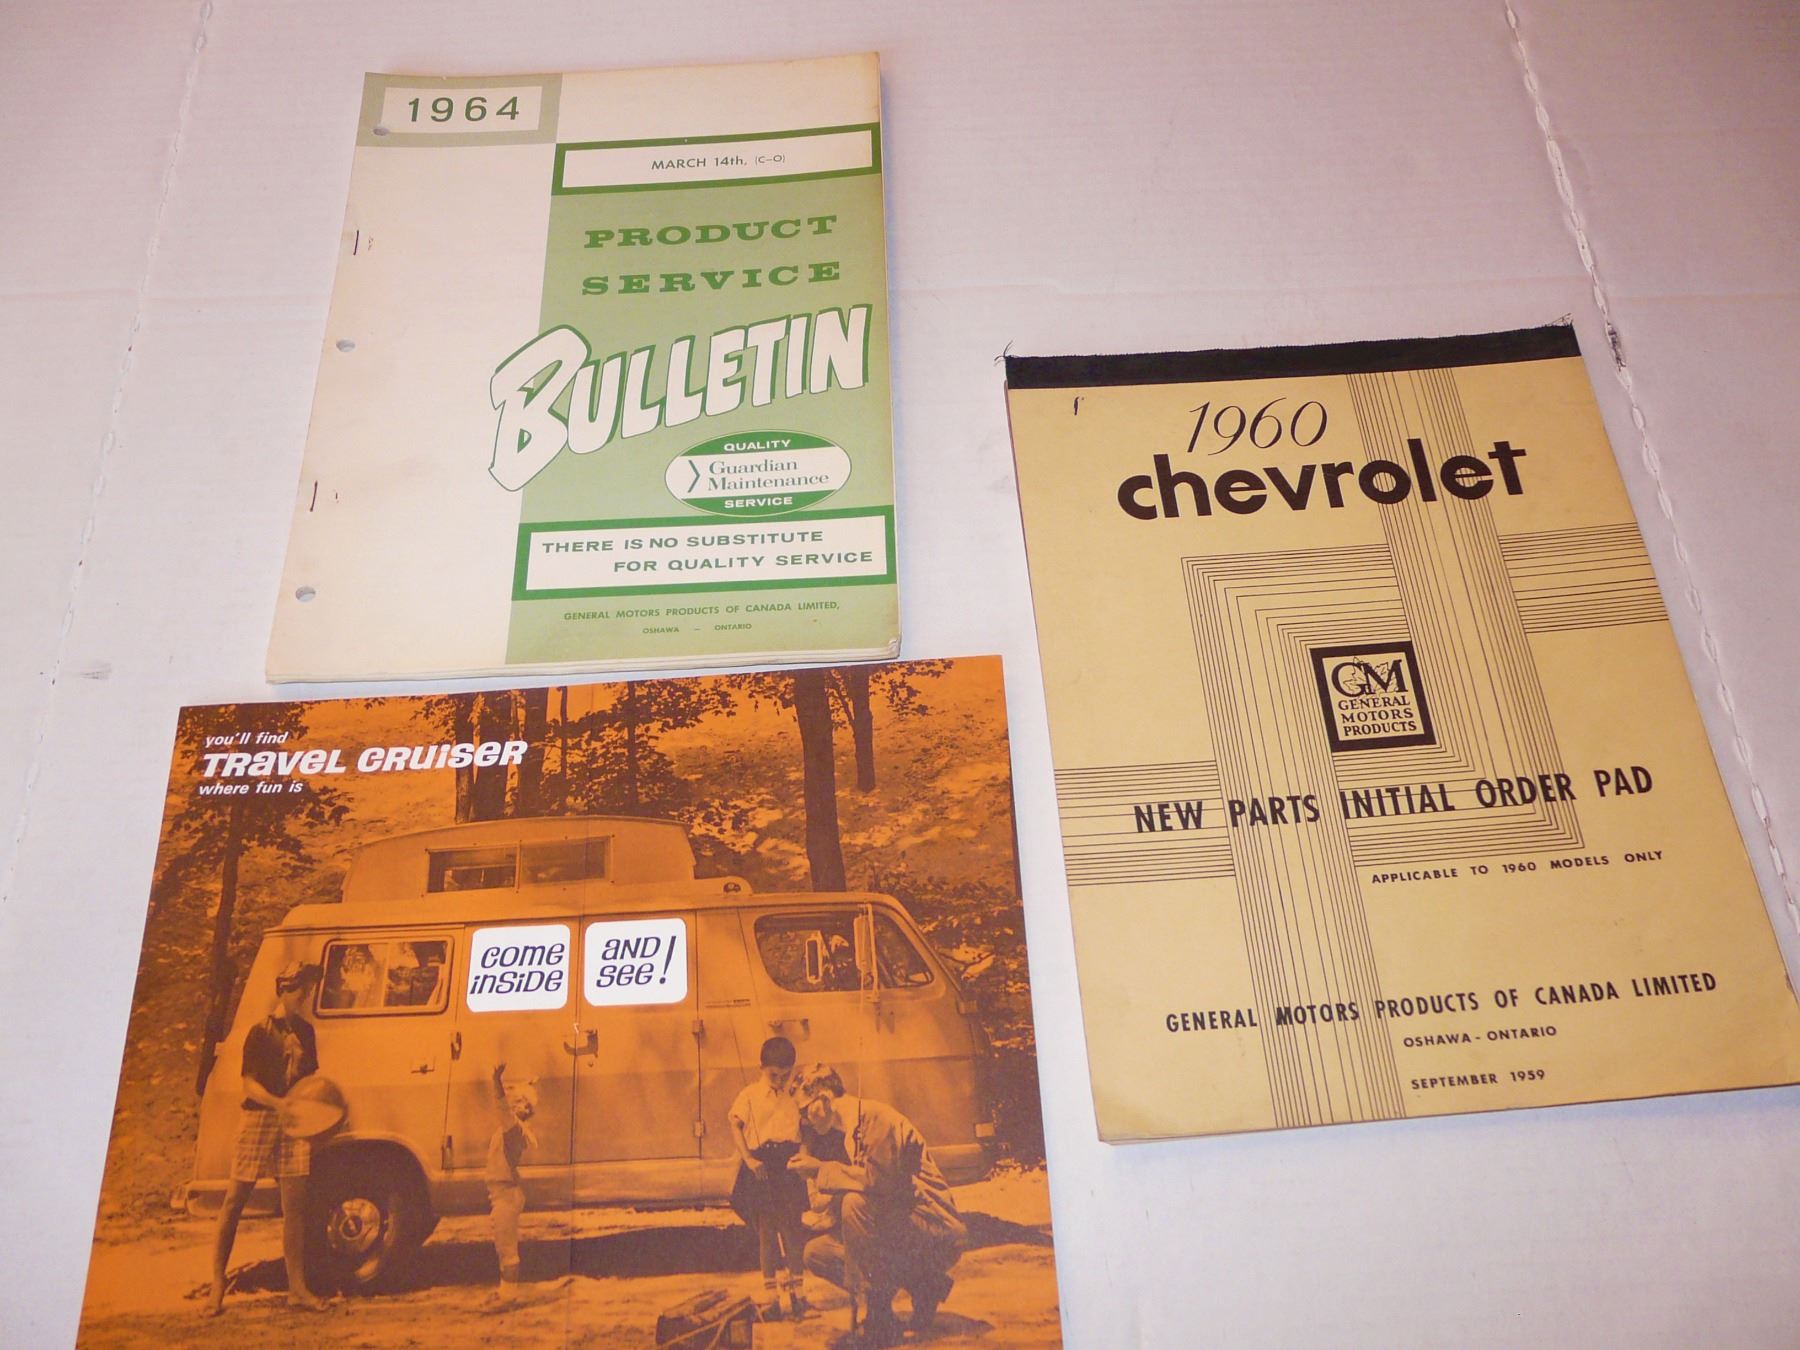 1964
MARCH 14th, (C-O)
PRODUCT
SERVICE
BULLETIN
QUALITY
Guardian
Maintenance
SERVICE
THERE IS NO SUBSTITUTE
FOR QUALITY SERVICE
GENERAL MOTORS PRODUCTS OF CANADA LIMITED,
OSHAWA — ONTARIO
you'll find
TRAVEL CRUISER
where fun is
COME
INSIDE
AND
SEE!
1960
chevrolet
GM
GENERAL
MOTORS
PRODUCTS
NEW PARTS INITIAL ORDER PAD
APPLICABLE TO 1960 MODELS ONLY
GENERAL MOTORS PRODUCTS OF CANADA LIMITED
OSHAWA - ONTARIO
SEPTEMBER 1959